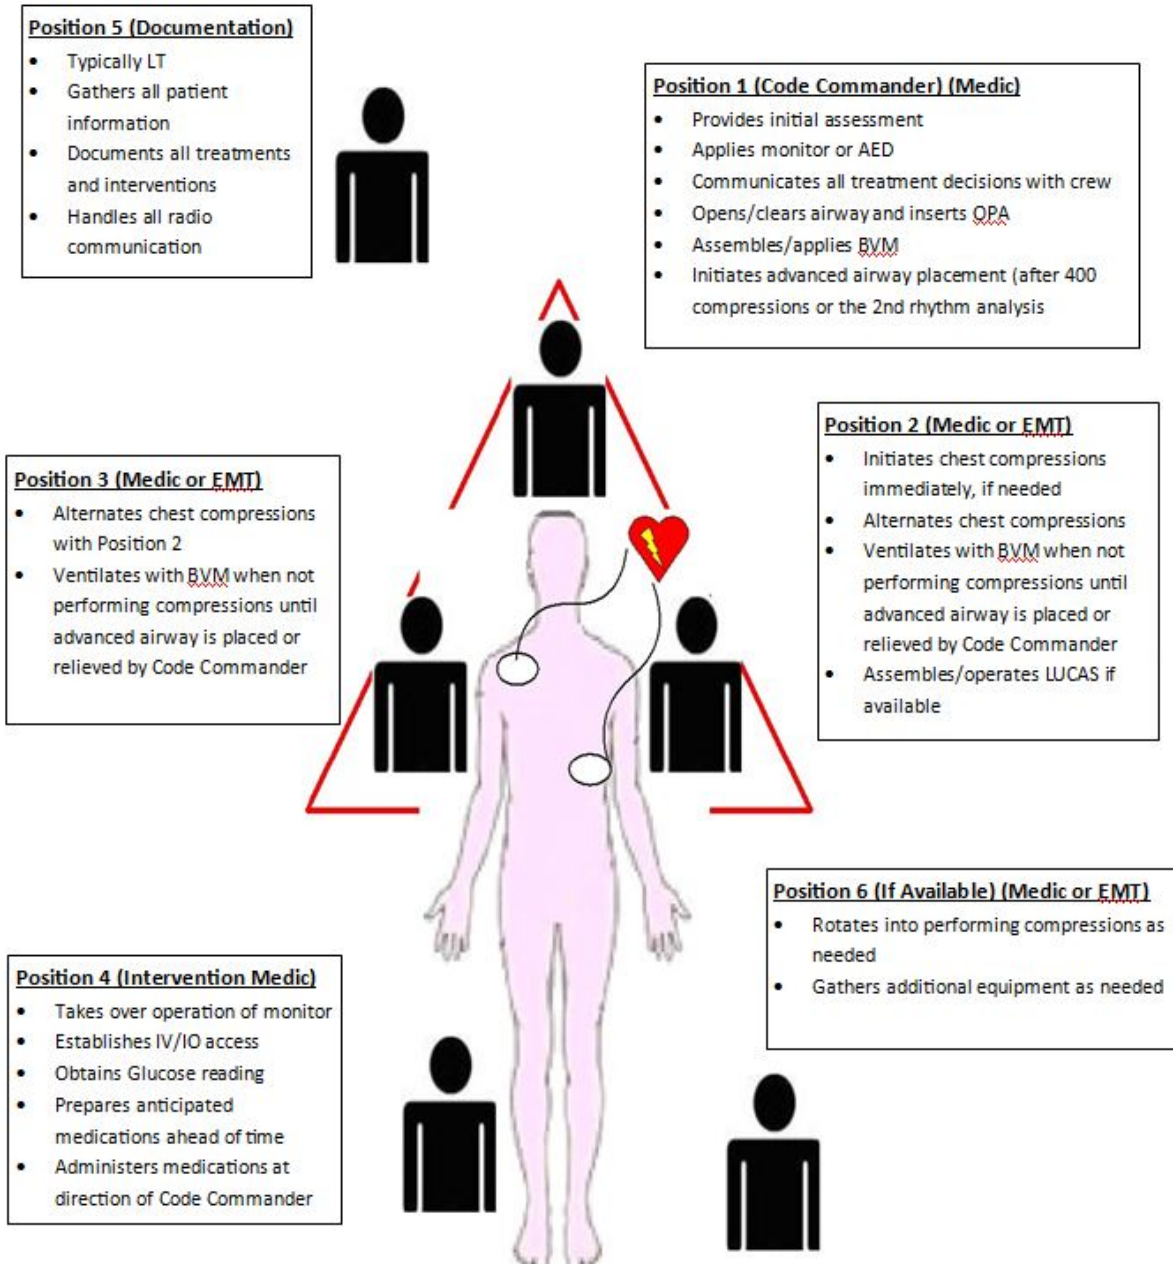 Position 5 (Documentation)
• Typically LT
• Gathers all patient
information
• Documents all treatments
and interventions
• Handles all radio
communication
Position 1 (Code Commander) (Medic)
• Provides initial assessment
• Applies monitor or AED
• Communicates all treatment decisions with crew
• Opens/clears airway and inserts OPA
• Assembles/applies BVM
• Initiates advanced airway placement (after 400
compressions or the 2nd rhythm analysis
Position 2 (Medic or EMT)
• Initiates chest compressions
immediately, if needed
• Alternates chest compressions
• Ventilates with BVM when not
performing compressions until
advanced airway is placed or
relieved by Code Commander
• Assembles/operates LUCAS if
available
Position 3 (Medic or EMT)
• Alternates chest compressions
with Position 2
• Ventilates with BVM when not
performing compressions until
advanced airway is placed or
relieved by Code Commander
Position 6 (If Available) (Medic or EMT)
• Rotates into performing compressions as
needed
• Gathers additional equipment as needed
Position 4 (Intervention Medic)
• Takes over operation of monitor
• Establishes IV/IO access
• Obtains Glucose reading
• Prepares anticipated
medications ahead of time
• Administers medications at
direction of Code Commander